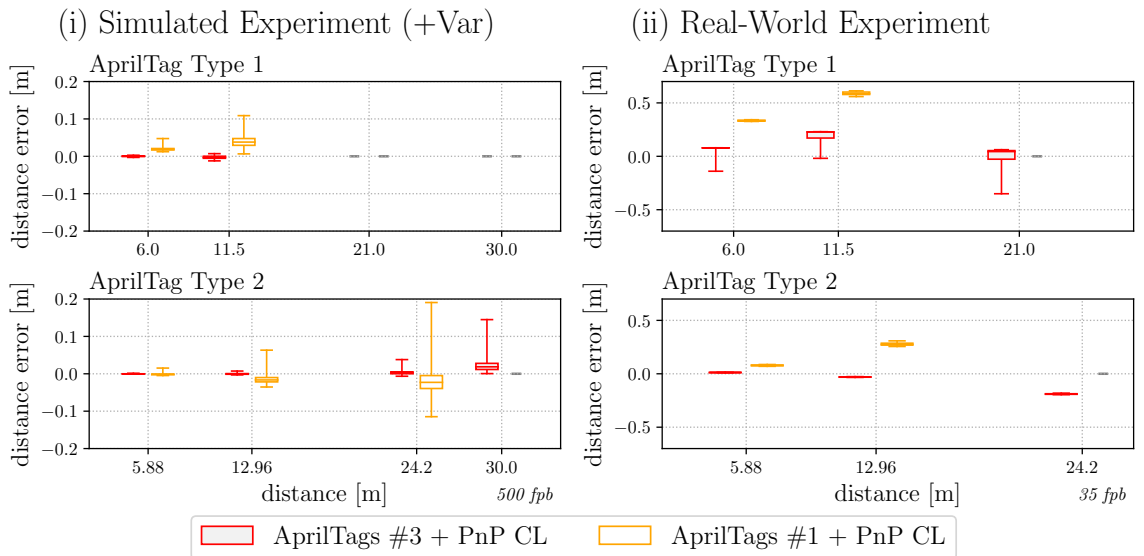 (i) Simulated Experiment (+Var)
(ii) Real-World Experiment
AprilTag Type 1
distance error [m]
0.2
0.1
0.0
−0.1
−0.2
6.0 11.5 21.0 30.0
AprilTag Type 1
distance error [m]
0.5
0.0
−0.5
6.0 11.5 21.0
AprilTag Type 2
distance error [m]
0.2
0.1
0.0
−0.1
−0.2
5.88 12.96 24.2 30.0
distance [m]
500 fpb
AprilTag Type 2
distance error [m]
0.5
0.0
−0.5
5.88 12.96 24.2
distance [m]
35 fpb
AprilTags #3 + PnP CL
AprilTags #1 + PnP CL